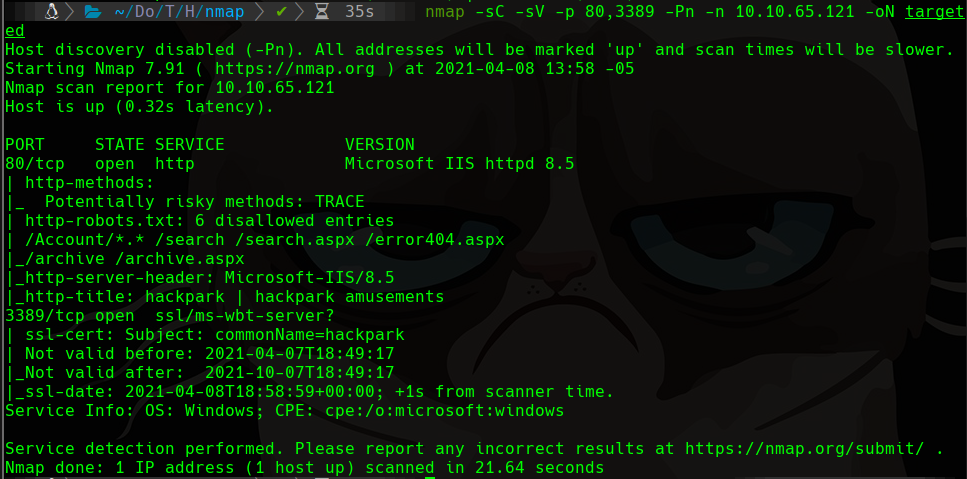 ~/Do/T/H/nmap ✔ 35s nmap -sC -sV -p 80,3389 -Pn -n 10.10.65.121 -oN target
ed
Host discovery disabled (-Pn). All addresses will be marked 'up' and scan times will be slower.
Starting Nmap 7.91 ( https://nmap.org ) at 2021-04-08 13:58 -05
Nmap scan report for 10.10.65.121
Host is up (0.32s latency).

PORT     STATE SERVICE            VERSION
80/tcp   open  http               Microsoft IIS httpd 8.5
| http-methods:
|_  Potentially risky methods: TRACE
| http-robots.txt: 6 disallowed entries
| /Account/*.* /search /search.aspx /error404.aspx
|_/archive /archive.aspx
|_http-server-header: Microsoft-IIS/8.5
|_http-title: hackpark | hackpark amusements
3389/tcp open  ssl/ms-wbt-server?
| ssl-cert: Subject: commonName=hackpark
| Not valid before: 2021-04-07T18:49:17
|_Not valid after:  2021-10-07T18:49:17
|_ssl-date: 2021-04-08T18:58:59+00:00; +1s from scanner time.
Service Info: OS: Windows; CPE: cpe:/o:microsoft:windows

Service detection performed. Please report any incorrect results at https://nmap.org/submit/ .
Nmap done: 1 IP address (1 host up) scanned in 21.64 seconds